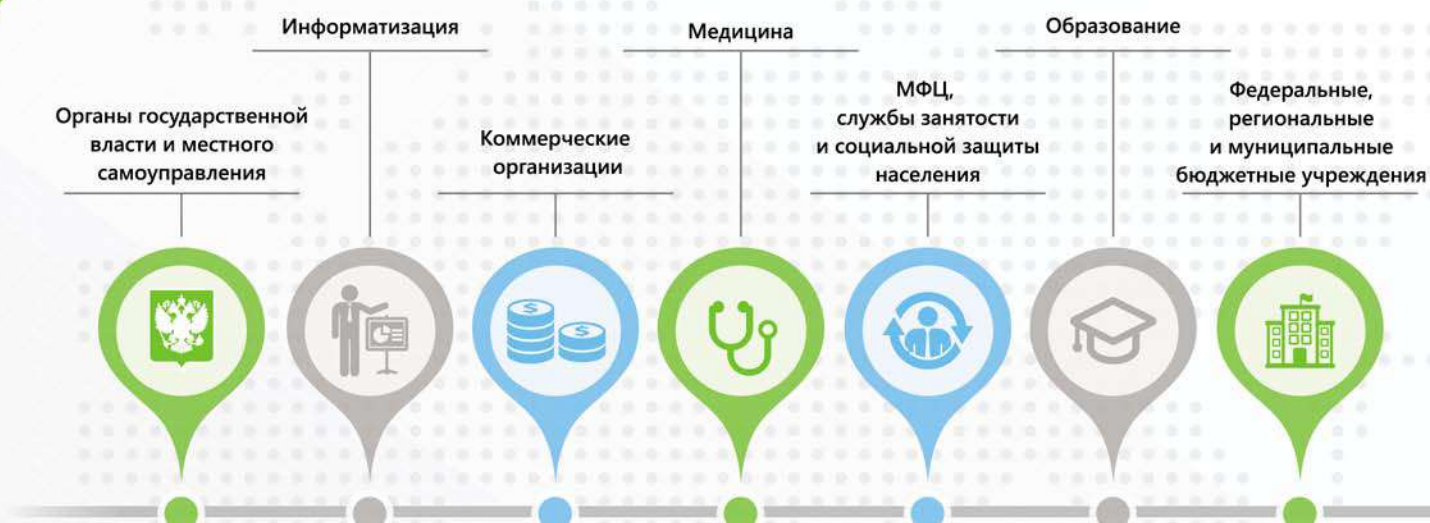 Информатизация
Медицина
Образование
Органы государственной
власти и местного
самоуправления
Коммерческие
организации
МФЦ,
службы занятости
и социальной защиты
населения
Федеральные,
региональные
и муниципальные
бюджетные учреждения
$
$